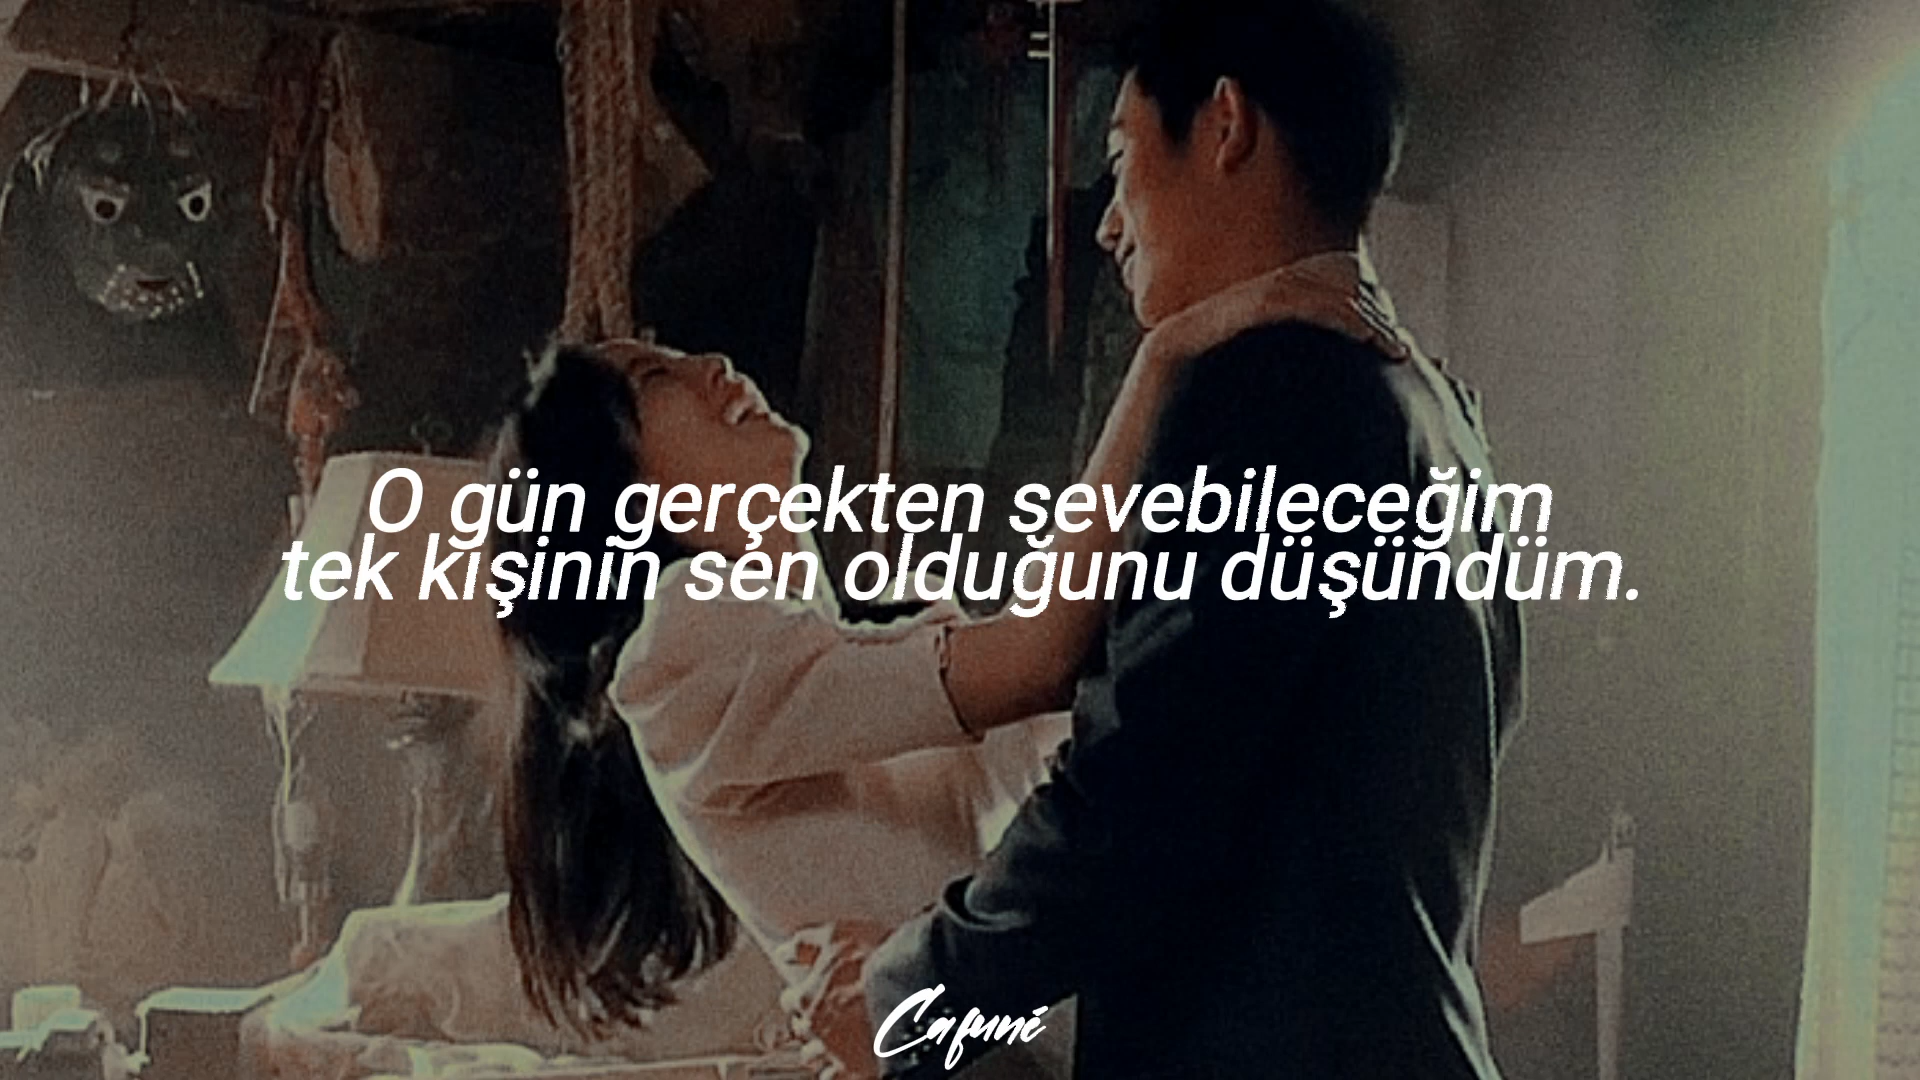 O gün gerçekten sevebileceğim
tek kişinin sen olduğunu düşündüm.
Cafuné